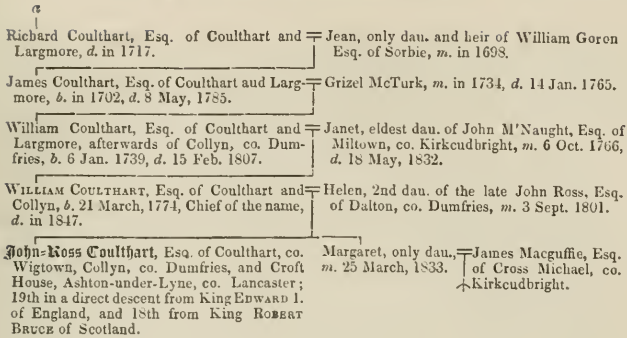 a
Richard Coulthart, Esq. of Coulthart and Largmore, d. in 1717.
Jean, only dau. and heir of William Goron Esq. of Sorbie, m. in 1698.
James Coulthart, Esq. of Coulthart aud Larg-
more, b. in 1702, d. 8 May, 1785.
Grizel McTurk, m. in 1734, d. 14 Jan. 1765.
William Coulthart, Esq. of Coulthart and
Largmore, afterwards of Collyn, co. Dum-
fries, b. 6 Jan. 1739, d. 15 Feb. 1807.
Janet, eldest dau. of John M'Naught, Esq. of
Miltown, co. Kirkcudbright, m. 6 Oct. 1766,
d. 18 May, 1832.
WILLIAM COULTHART, Esq. of Coulthart and
Collyn, b. 21 March, 1774, Chief of the name,
d. in 1847.
Helen, 2nd dau. of the late John Ross, Esq.
of Dalton, co. Dumfries, m. 3 Sept. 1801.
John-Ross Coulthart, Esq. of Coulthart, co.
Wigtown, Collyn, co. Dumfries, and Croft
House, Ashton-under-Lyne, co. Lancaster;
19th in a direct descent from King EDWARD I.
of England, and 18th from King ROBERT
BRUCE of Scotland.
Margaret, only dau.,
m. 25 March, 1833.
James Macguffie, Esq.
of Cross Michael, co.
Kirkcudbright.